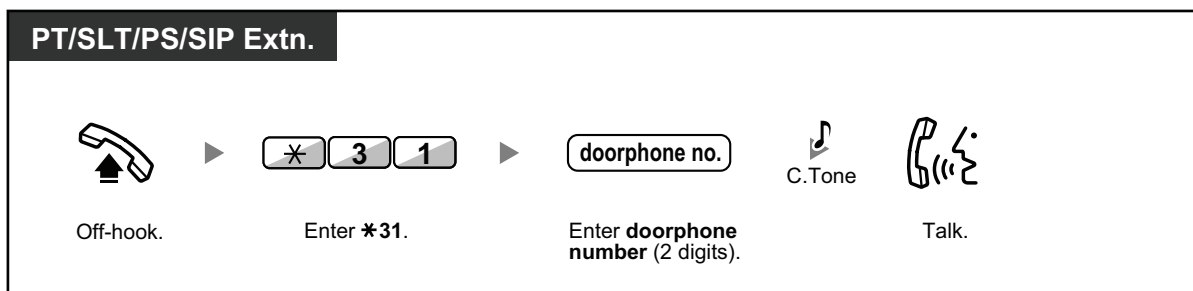 PT/SLT/PS/SIP Extn.
* 3 1
doorphone no.
C.Tone
Off-hook.
Enter *31.
Enter doorphone
number (2 digits).
Talk.